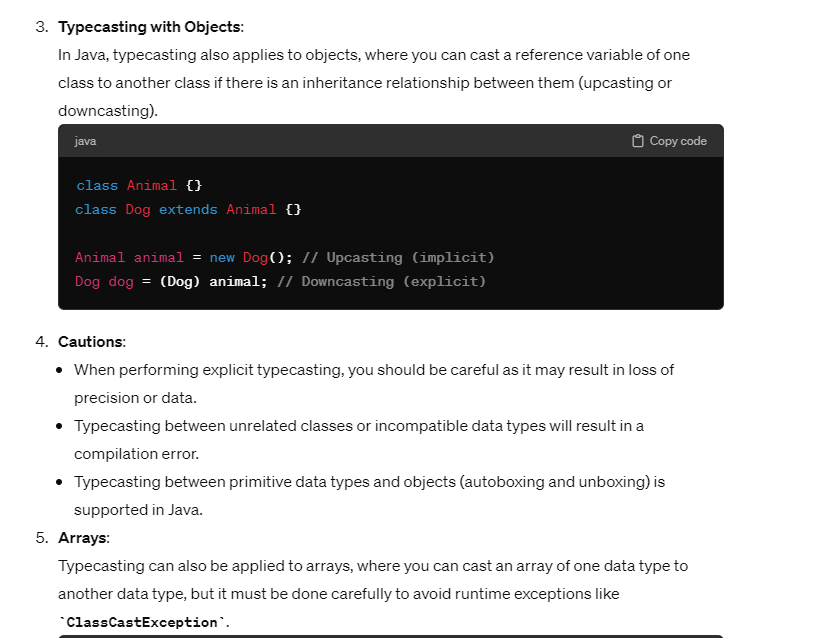 3. Typecasting with Objects:
In Java, typecasting also applies to objects, where you can cast a reference variable of one
class to another class if there is an inheritance relationship between them (upcasting or
downcasting).
java Copy code
class Animal {}
class Dog extends Animal {}
Animal animal = new Dog(); // Upcasting (implicit)
Dog dog = (Dog) animal; // Downcasting (explicit)
4. Cautions:
• When performing explicit typecasting, you should be careful as it may result in loss of
precision or data.
• Typecasting between unrelated classes or incompatible data types will result in a
compilation error.
• Typecasting between primitive data types and objects (autoboxing and unboxing) is
supported in Java.
5. Arrays:
Typecasting can also be applied to arrays, where you can cast an array of one data type to
another data type, but it must be done carefully to avoid runtime exceptions like
`ClassCastException`.